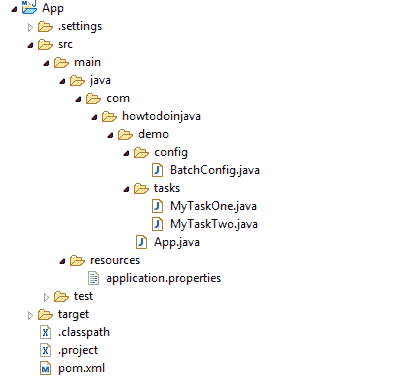 App
.settings
src
main
java
com
howtodoinjava
demo
config
BatchConfig.java
tasks
MyTaskOne.java
MyTaskTwo.java
App.java
resources
application.properties
test
target
.classpath
.project
pom.xml